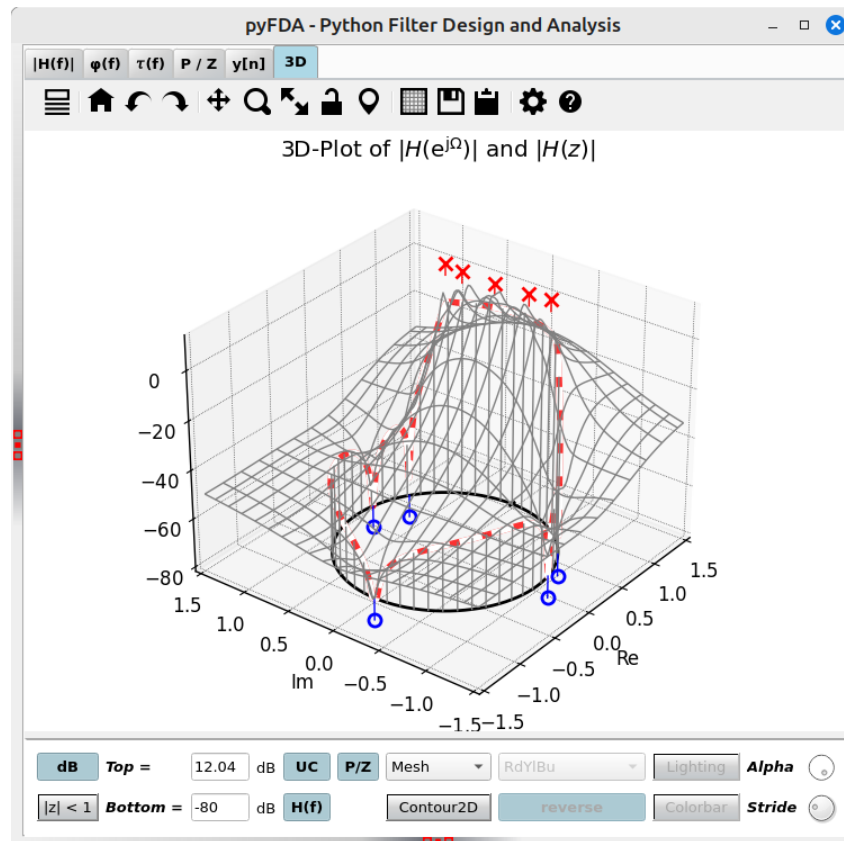 pyFDA - Python Filter Design and Analysis
|H(f)| φ(f) τ(f) P / Z y[n] 3D
3D-Plot of |H(e^jΩ)| and |H(z)|
0
−20
−40
−60
−80
1.5
1.0
0.5
0.0
−0.5
−1.0
−1.5
Im
−1.5
−1.0
−0.5
0.0
0.5
1.0
1.5
Re
dB Top = 12.04 dB UC P/Z Mesh RdYlBu Lighting Alpha
|z| < 1 Bottom = -80 dB H(f) Contour2D reverse Colorbar Stride